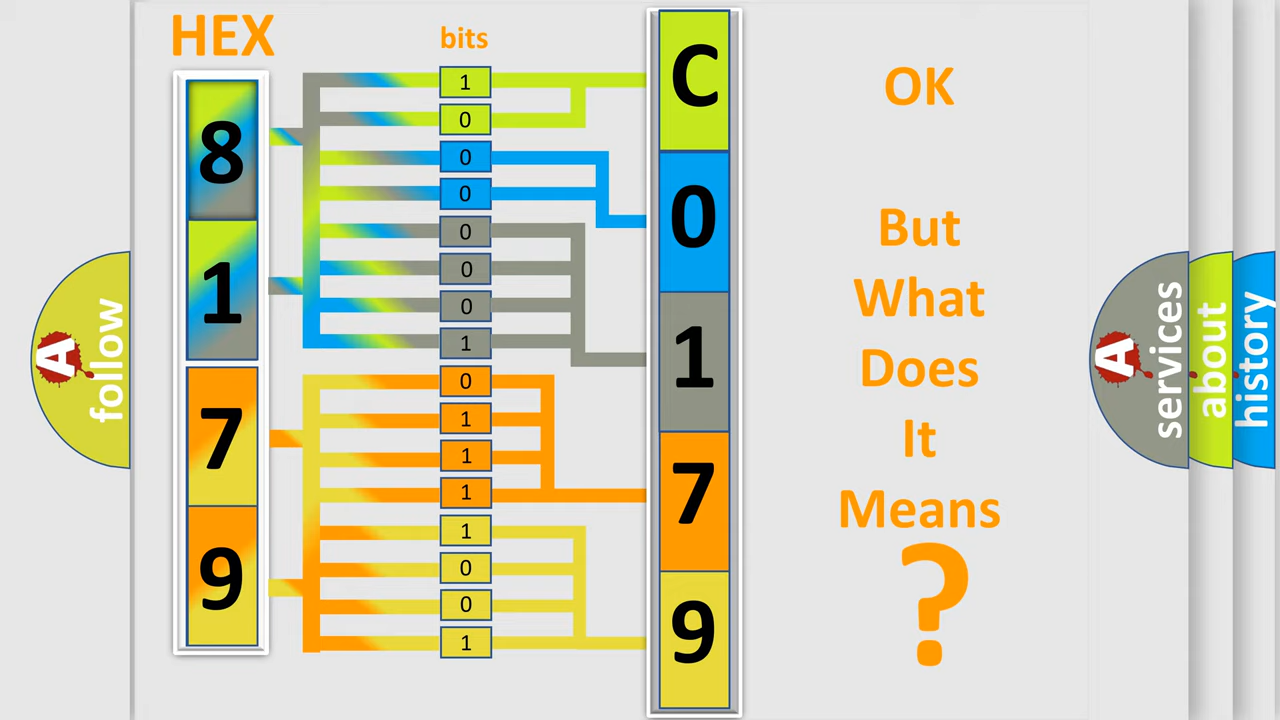 HEX
bits
8
1
7
9
1
0
0
0
0
0
0
1
0
1
1
1
1
0
0
1
C
0
1
7
9
OK
But
What
Does
It
Means
?
A
follow
A
services
about
history